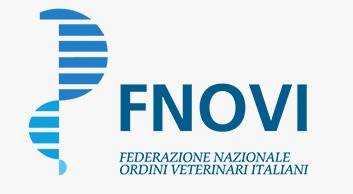 FNOVI
FEDERAZIONE NAZIONALE
ORDINI VETERINARI ITALIANI